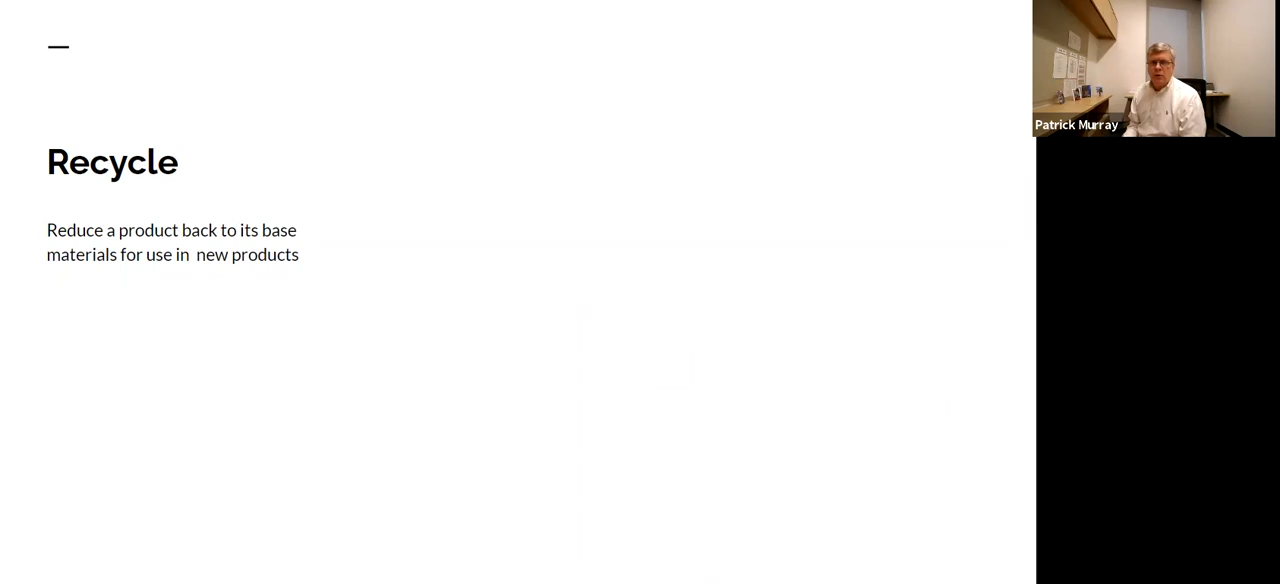 Recycle
Reduce a product back to its base
materials for use in  new products
Patrick Murray